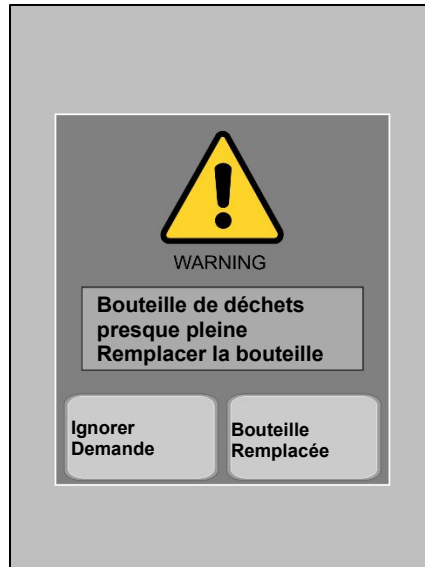 WARNING
Bouteille de déchets
presque pleine
Remplacer la bouteille
Ignorer
Demande
Bouteille
Remplacée